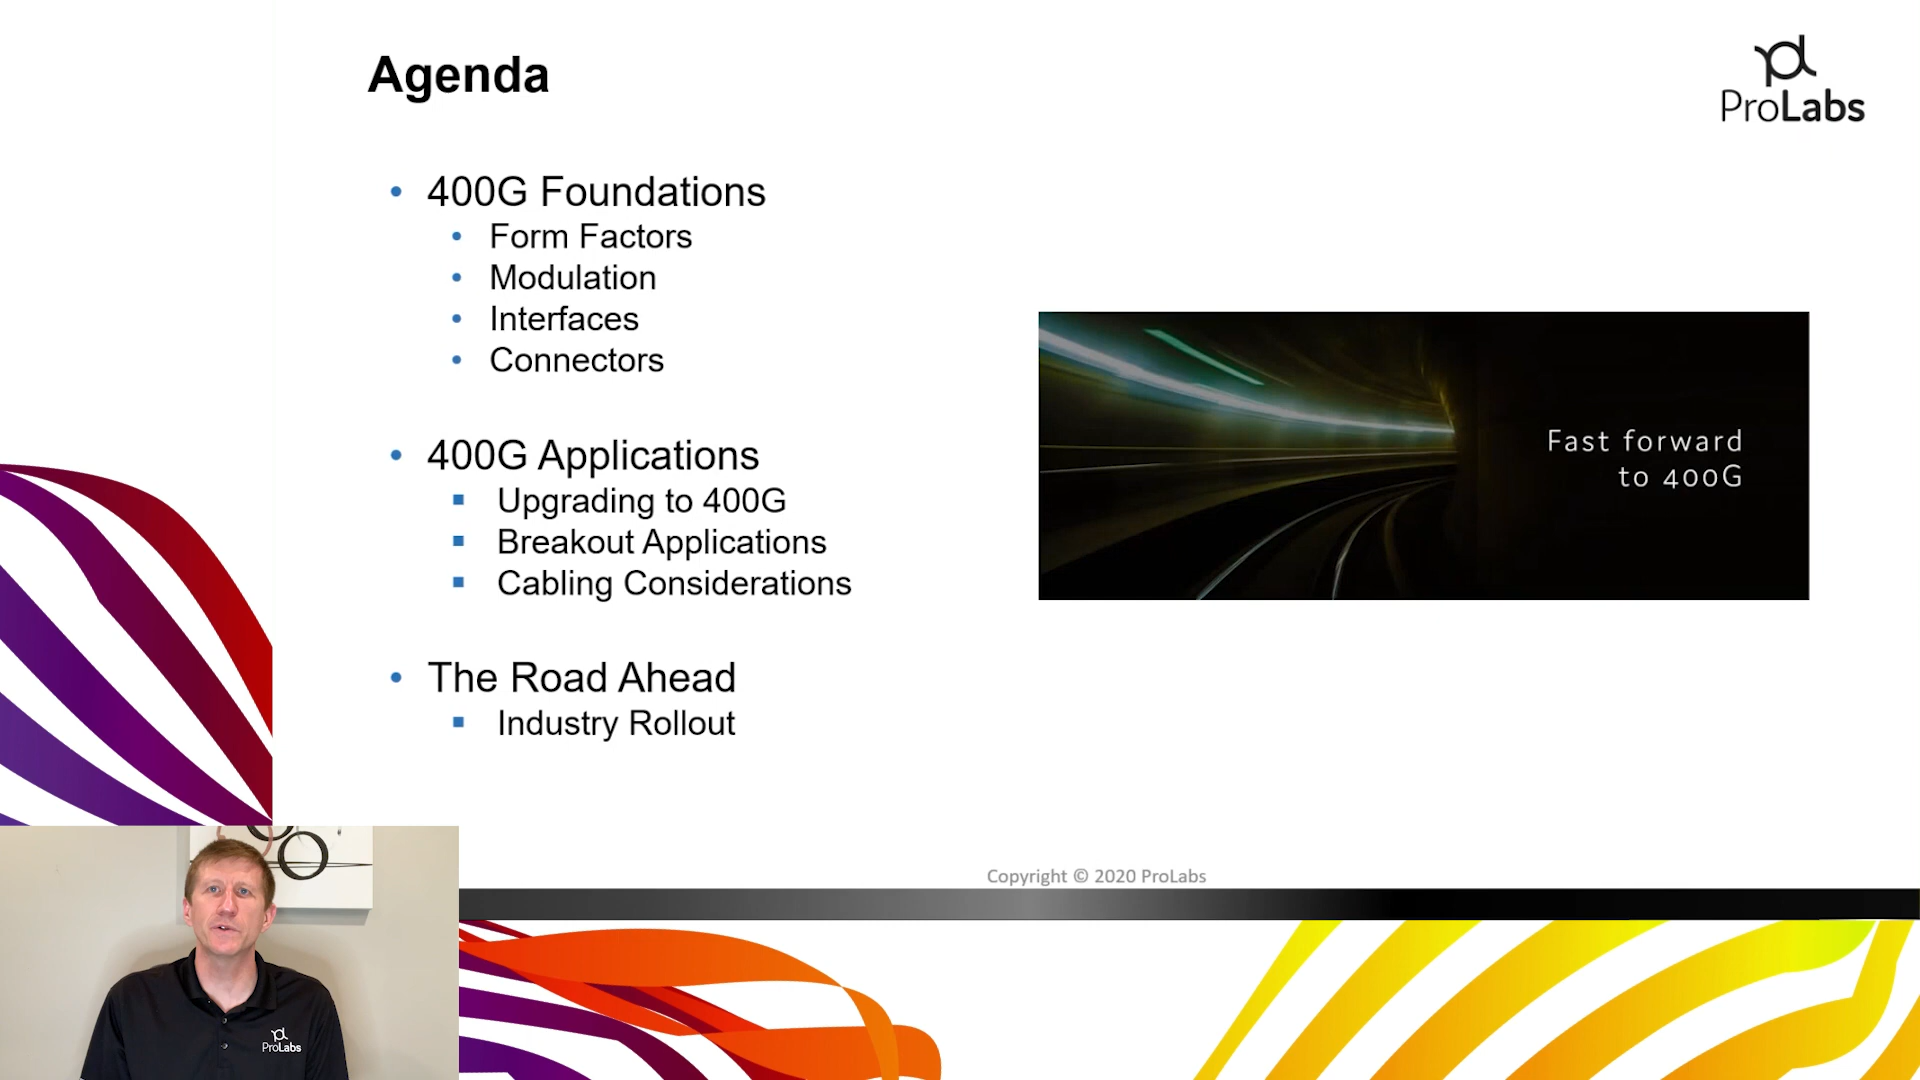 Agenda
ProLabs
400G Foundations
Form Factors
Modulation
Interfaces
Connectors
400G Applications
Upgrading to 400G
Breakout Applications
Cabling Considerations
The Road Ahead
Industry Rollout
Fast forward
to 400G
Copyright © 2020 ProLabs
ProLabs